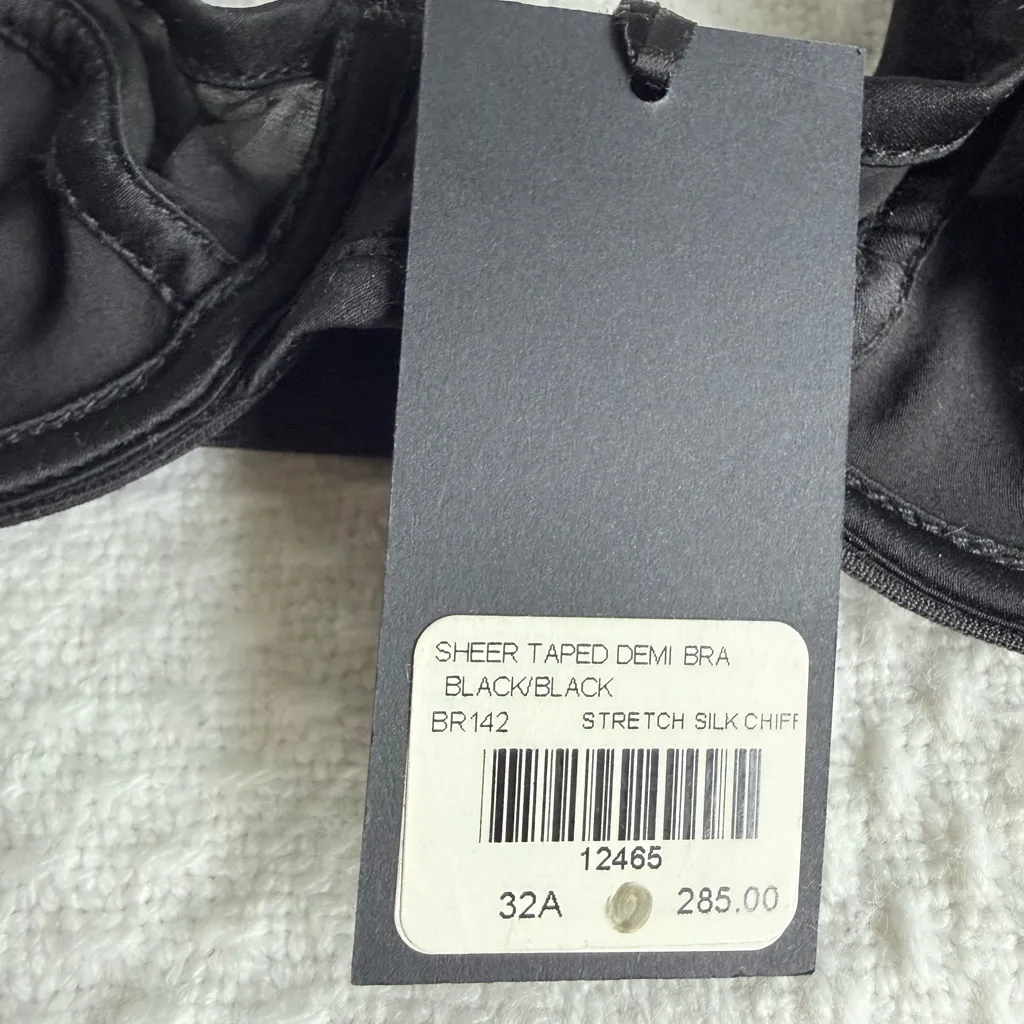 SHEER TAPED DEMI BRA
BLACK/BLACK
BR142 STRETCH SILK CHIFF
12465
32A 285.00